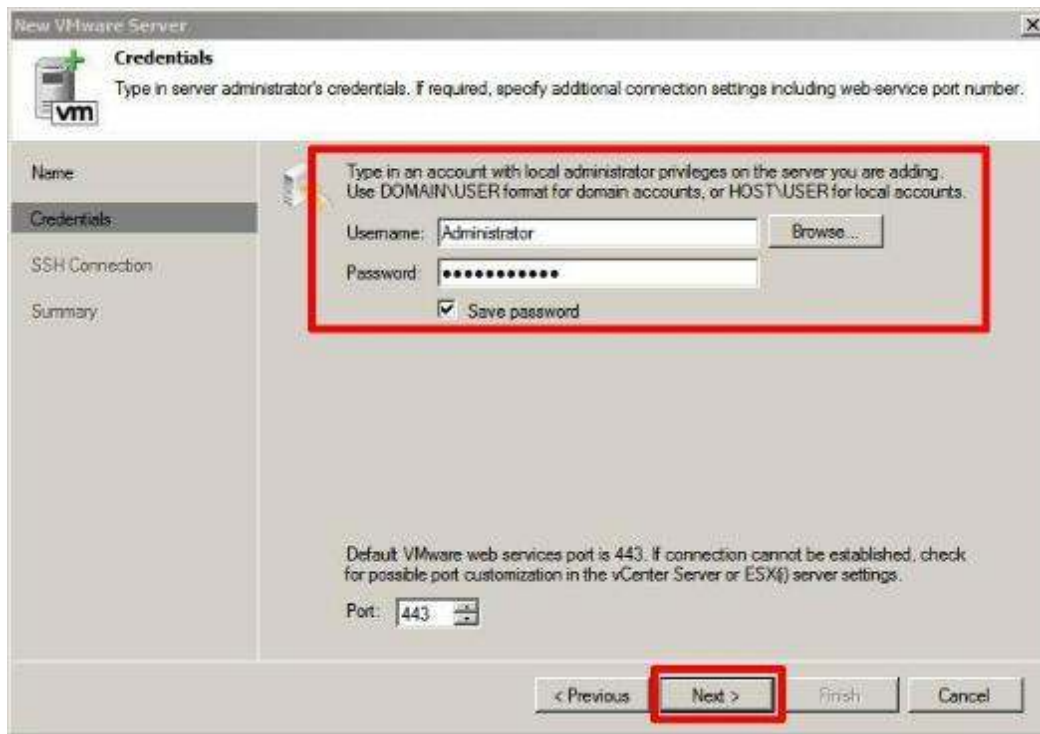 New VMware Server
Credentials
Type in server administrator's credentials. If required, specify additional connection settings including web-service port number.
vm
Name
Credentials
SSH Connection
Summary
Type in an account with local administrator privileges on the server you are adding.
Use DOMAIN\USER format for domain accounts, or HOST\USER for local accounts.
Username: Administrator Browse...
Password: •••••••••••
Save password
Default VMware web services port is 443. If connection cannot be established, check
for possible port customization in the vCenter Server or ESX(i) server settings.
Port: 443
< Previous Next > Finish Cancel